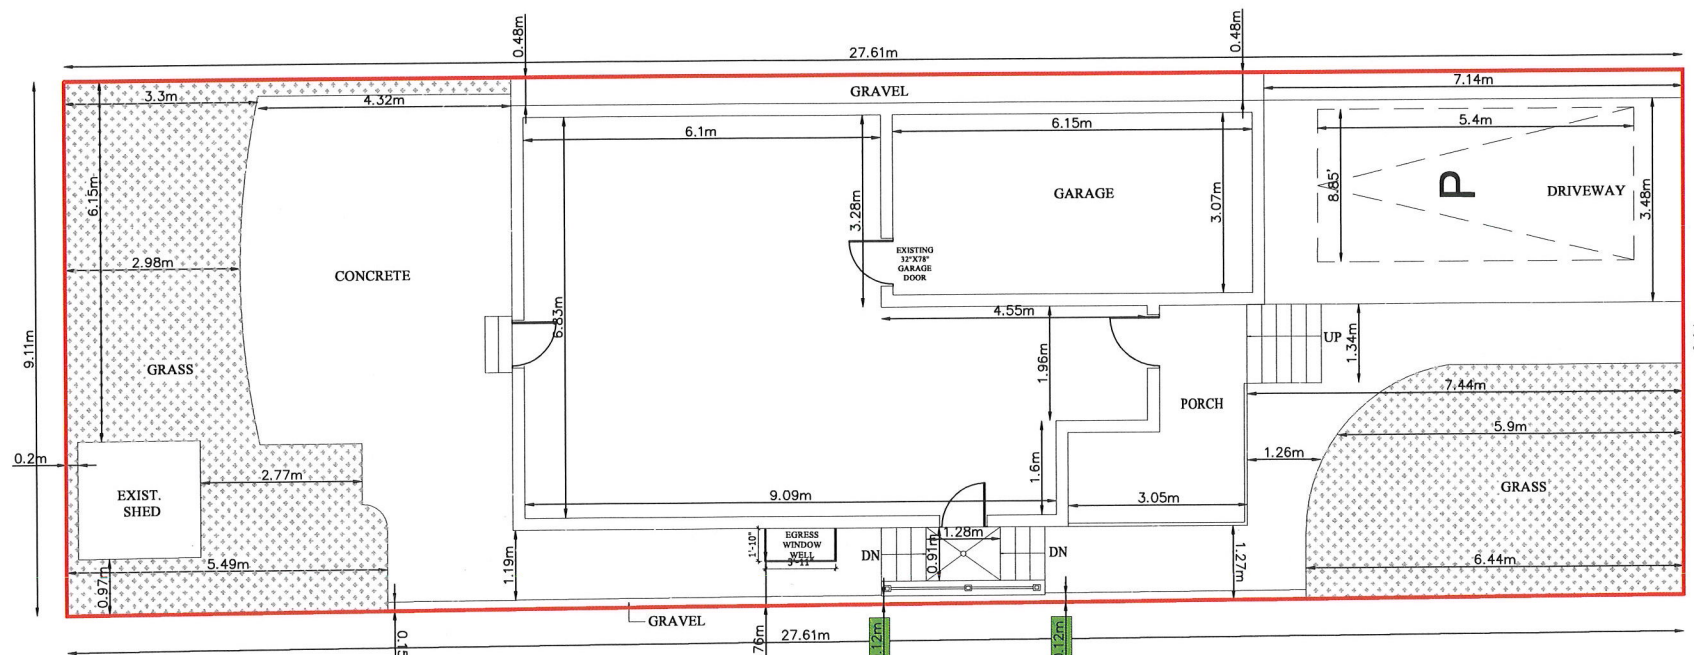 0.48m
0.48m
27.61m
7.14m
3.3m
4.32m
GRAVEL
6.1m
6.15m
5.4m
9.11m
6.15m
6.83m
3.28m
GARAGE
3.07m
8.85'
P
DRIVEWAY
3.48m
2.98m
CONCRETE
EXISTING
32"X78"
GARAGE
DOOR
4.55m
UP
1.34m
GRASS
1.96m
PORCH
7.44m
5.9m
0.2m
2.77m
1.6m
1.26m
EXIST.
SHED
9.09m
3.05m
GRASS
EGRESS
WINDOW
WELL
3'-11"
1'-10"
DN
0.91m
1.28m
DN
5.49m
0.97m
1.19m
1.27m
6.44m
GRAVEL
27.61m